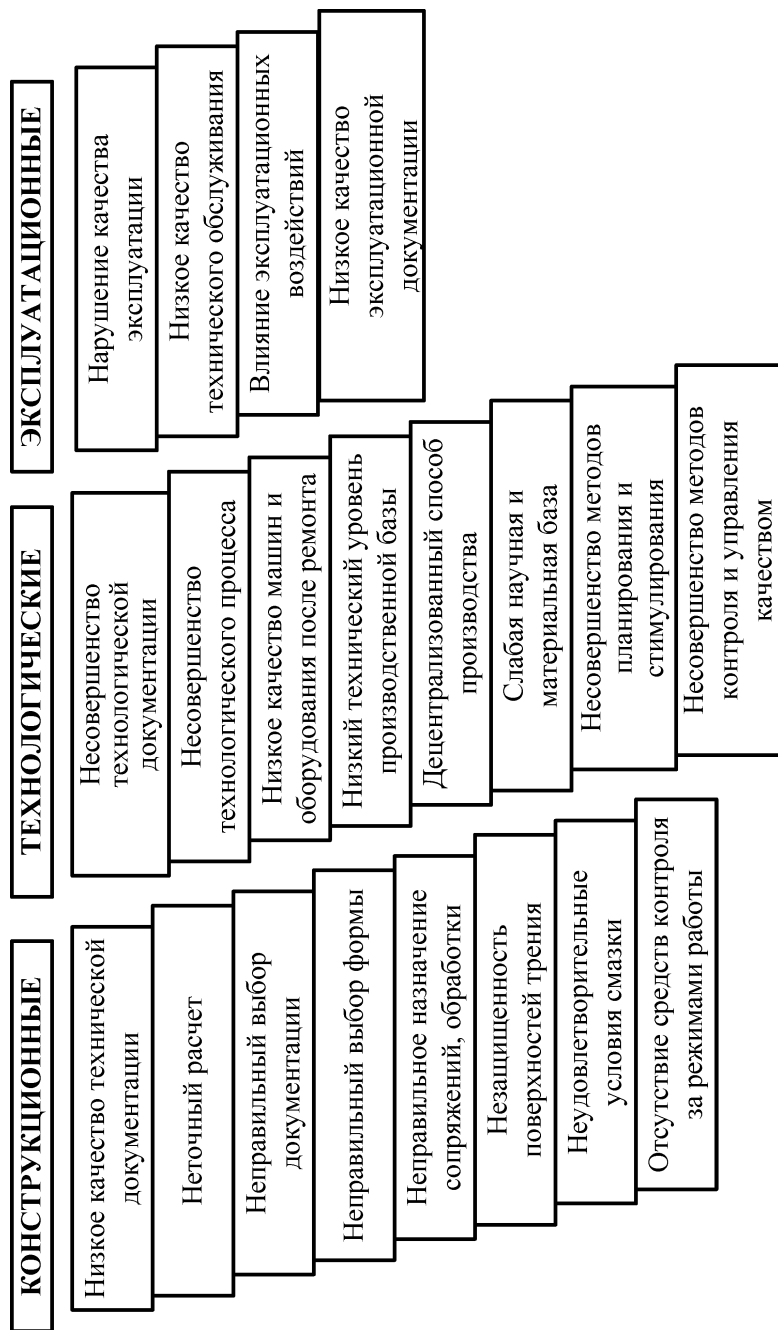 КОНСТРУКЦИОННЫЕ
Низкое качество технической
документации
Неточный расчет
Неправильный выбор
документации
Неправильный выбор формы
Неправильное назначение
сопряжений, обработки
Незащищенность
поверхностей трения
Неудовлетворительные
условия смазки
Отсутствие средств контроля
за режимами работы
ТЕХНОЛОГИЧЕСКИЕ
Несовершенство
технологической
документации
Несовершенство
технологического процесса
Низкое качество машин и
оборудования после ремонта
Низкий технический уровень
производственной базы
Децентрализованный способ
производства
Слабая научная и
материальная база
Несовершенство методов
планирования и
стимулирования
Несовершенство методов
контроля и управления
качеством
ЭКСПЛУАТАЦИОННЫЕ
Нарушение качества
эксплуатации
Низкое качество
технического обслуживания
Влияние эксплуатационных
воздействий
Низкое качество
эксплуатационной
документации